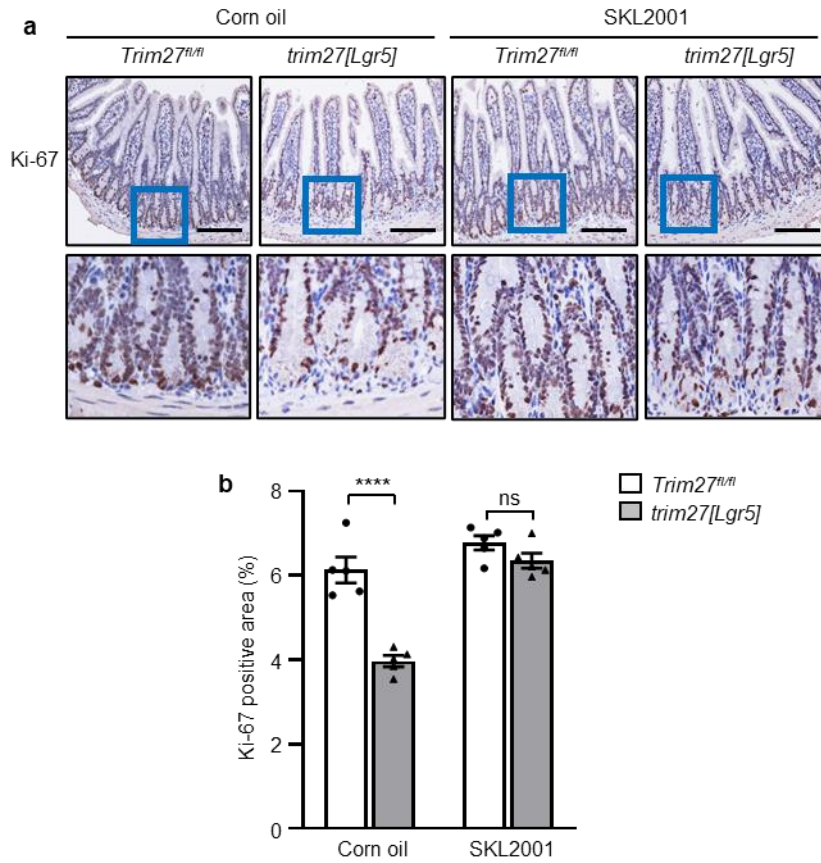 a
Corn oil
SKL2001
Trim27fl/fl
trim27[Lgr5]
Trim27fl/fl
trim27[Lgr5]
Ki-67
b
8
6
4
2
0
Ki-67 positive area (%)
****
ns
Corn oil
SKL2001
Trim27fl/fl
trim27[Lgr5]